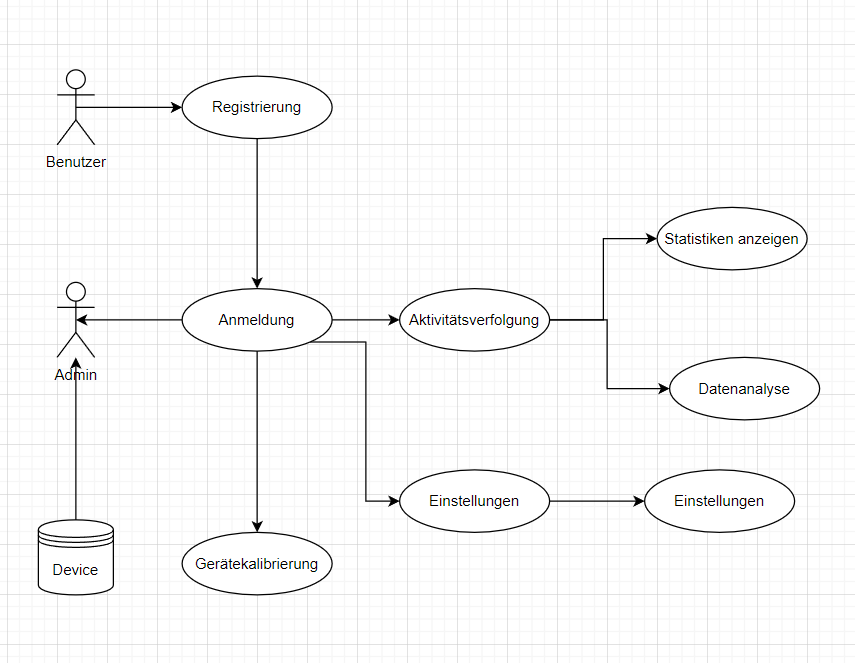 Registrierung
Benutzer
Statistiken anzeigen
Anmeldung
Aktivitätsverfolgung
Admin
Datenanalyse
Einstellungen
Einstellungen
Gerätekalibrierung
Device